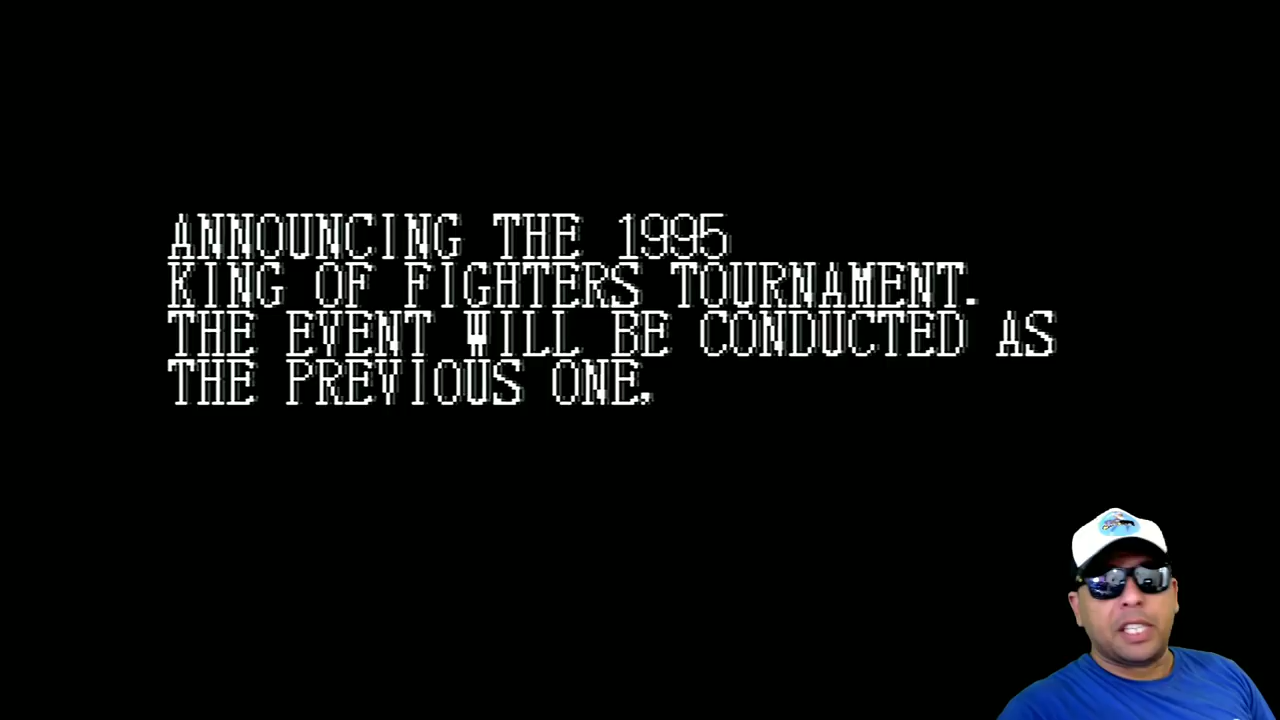 ANNOUNCING THE 1995
KING OF FIGHTERS TOURNAMENT.
THE EVENT WILL BE CONDUCTED AS
THE PREVIOUS ONE.